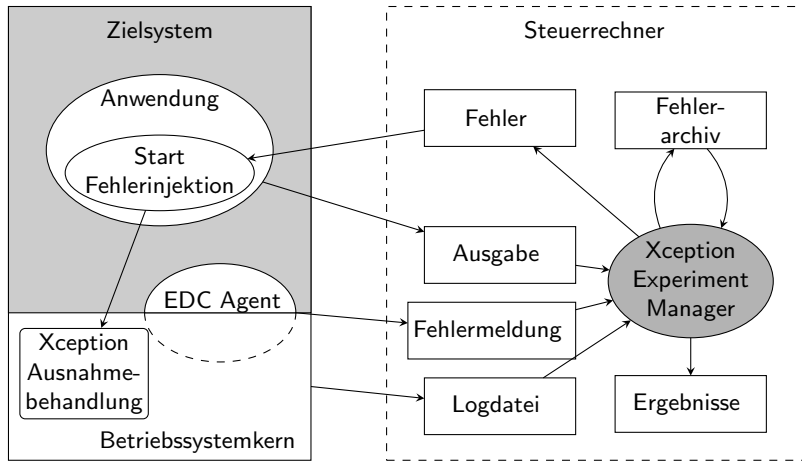 Zielsystem
Anwendung
Start
Fehlerinjektion
EDC Agent
Xception
Ausnahme-
behandlung
Betriebssystemkern
Steuerrechner
Fehler
Fehler-
archiv
Ausgabe
Xception
Experiment
Manager
Fehlermeldung
Logdatei
Ergebnisse